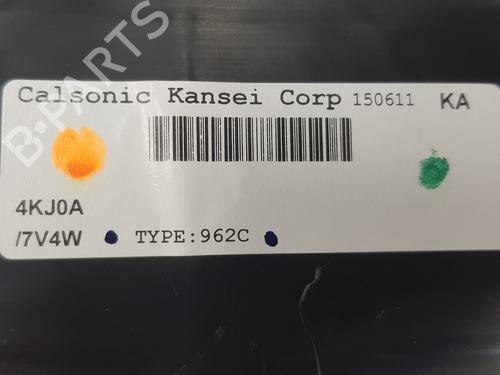 B-PARTS
Calsonic Kansei Corp 150611 KA
4KJ0A
/7V4W TYPE:962C